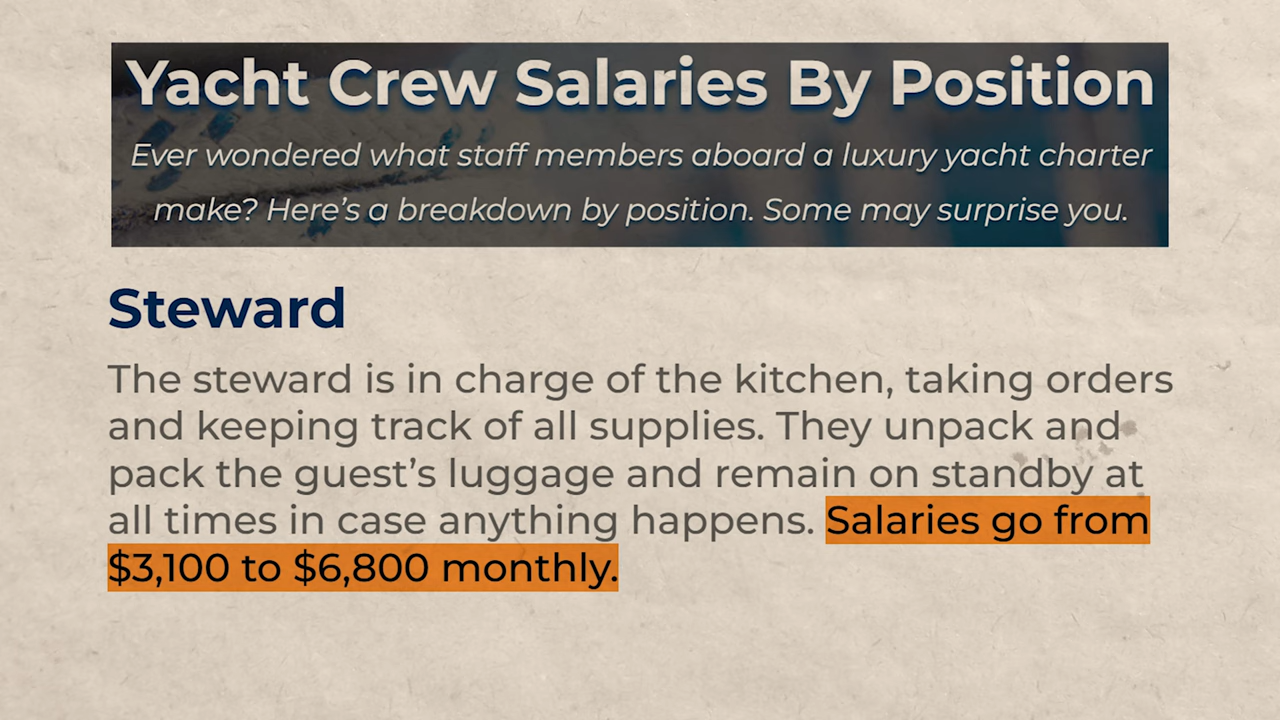 Yacht Crew Salaries By Position
Ever wondered what staff members aboard a luxury yacht charter
make? Here’s a breakdown by position. Some may surprise you.
Steward
The steward is in charge of the kitchen, taking orders
and keeping track of all supplies. They unpack and
pack the guest’s luggage and remain on standby at
all times in case anything happens. Salaries go from
$3,100 to $6,800 monthly.